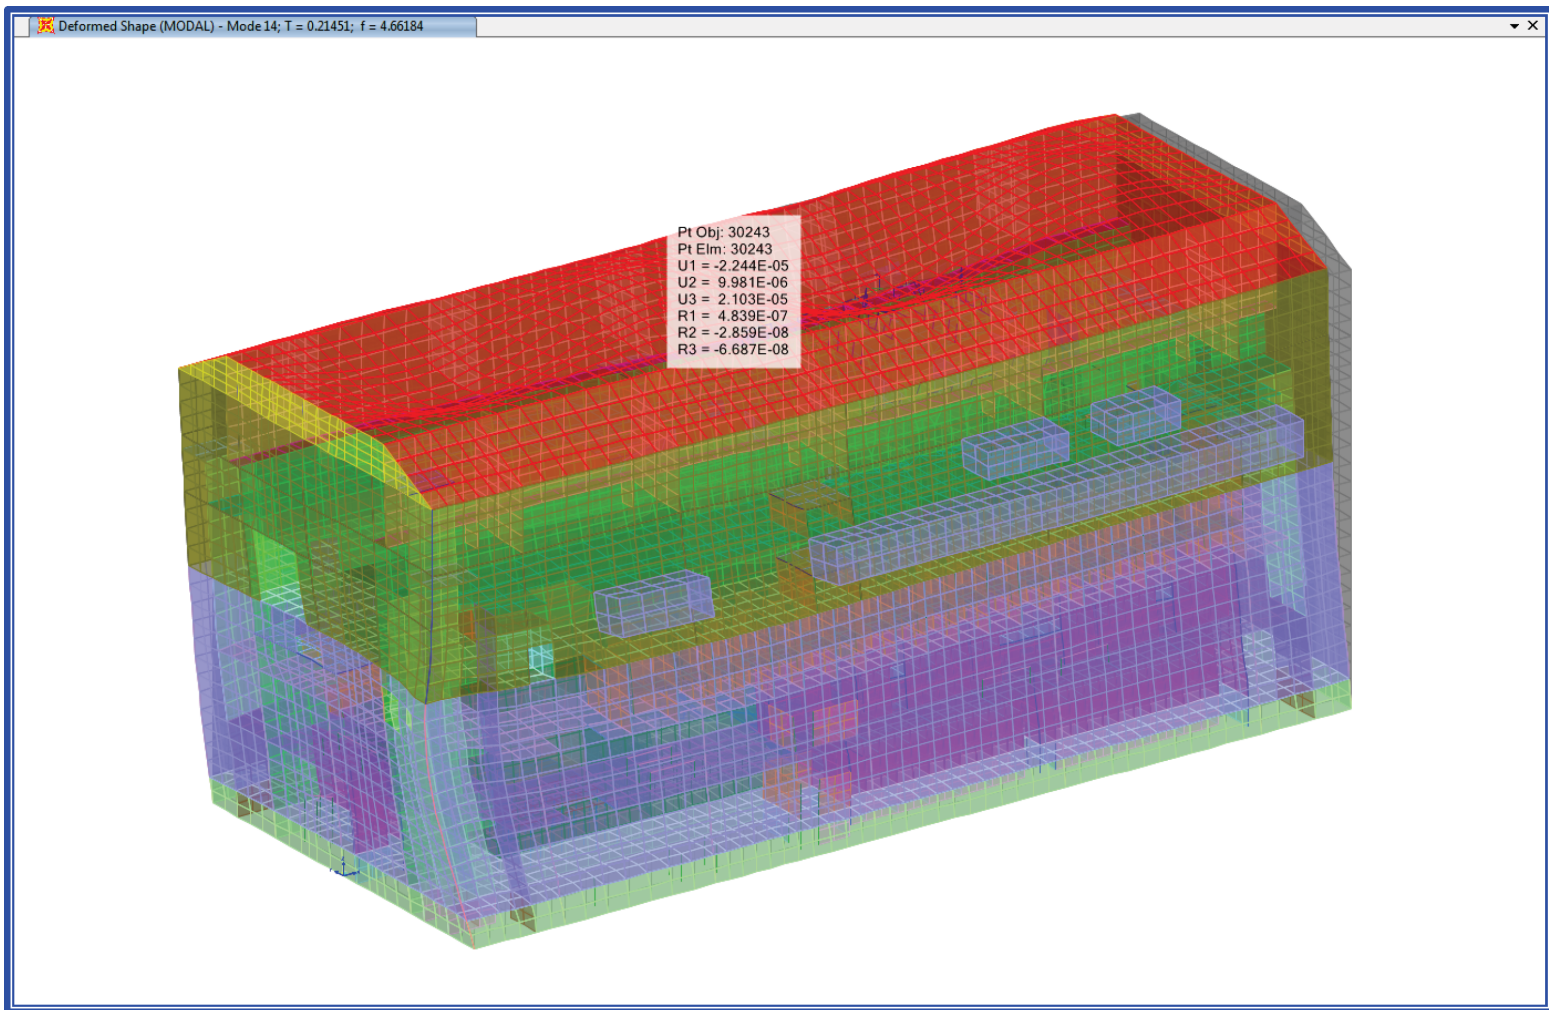 Deformed Shape (MODAL) - Mode 14; T = 0.21451; f = 4.66184
Pt Obj: 30243
Pt Elm: 30243
U1 = -2.244E-05
U2 = 9.981E-06
U3 = 2.103E-05
R1 = 4.839E-07
R2 = -2.859E-08
R3 = -6.687E-08